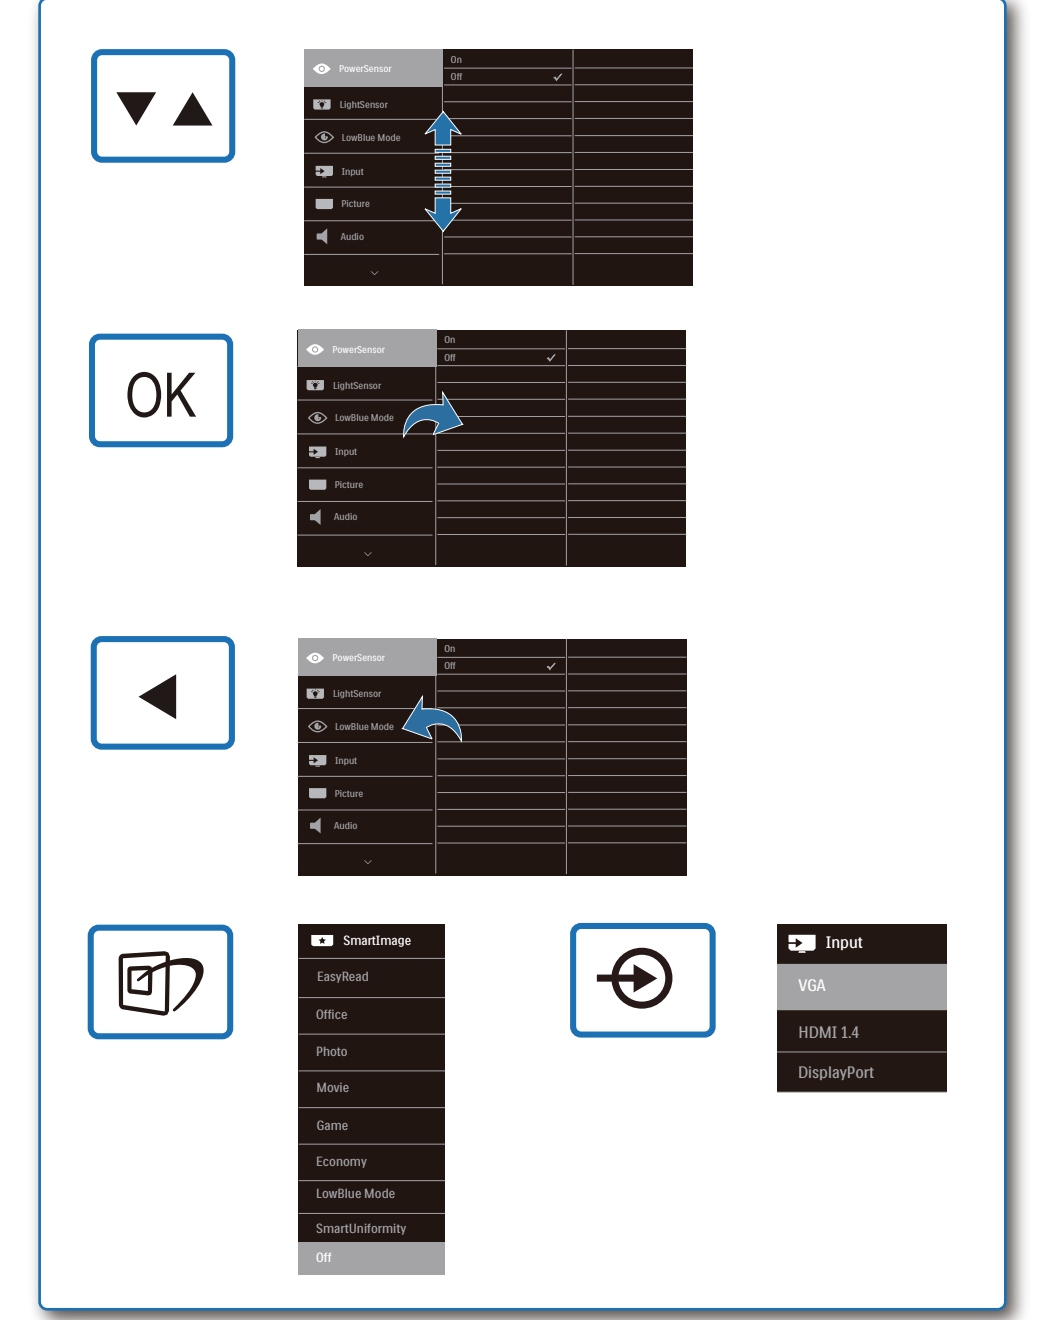 PowerSensor
On
Off
LightSensor
LowBlue Mode
Input
Picture
Audio
OK
PowerSensor
On
Off
LightSensor
LowBlue Mode
Input
Picture
Audio
PowerSensor
On
Off
LightSensor
LowBlue Mode
Input
Picture
Audio
SmartImage
EasyRead
Office
Photo
Movie
Game
Economy
LowBlue Mode
SmartUniformity
Off
Input
VGA
HDMI 1.4
DisplayPort